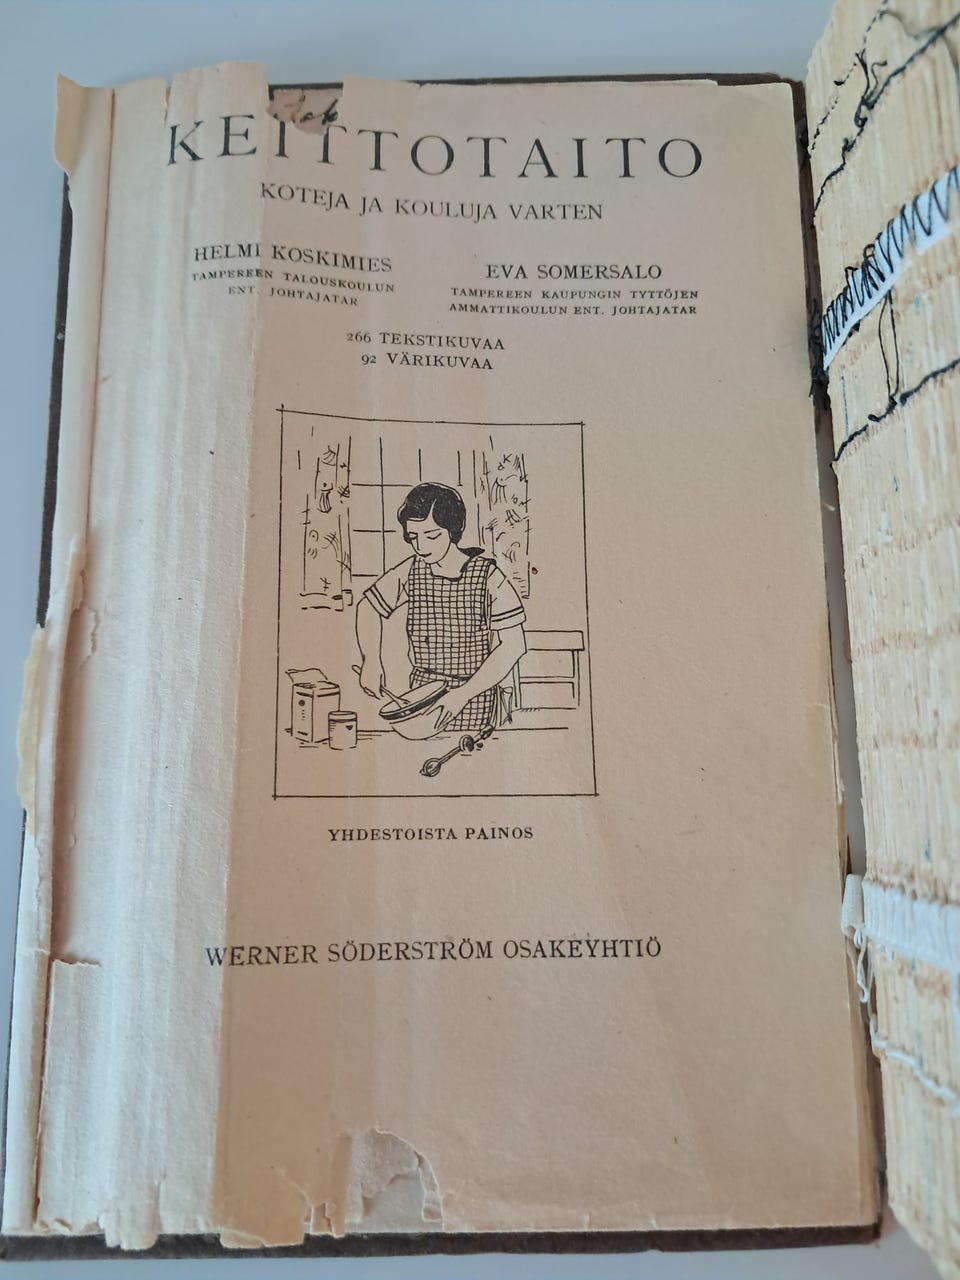 KEITTOTAITO
KOTEJA JA KOULUJA VARTEN
HELMI KOSKIMIES
TAMPEREEN TALOUSKOULUN
ENT. JOHTAJATAR
EVA SOMERSALO
TAMPEREEN KAUPUNGIN TYTTÖJEN
AMMATTIKOULUN ENT. JOHTAJATAR
266 TEKSTIKUVAA
92 VÄRIKUVAA
YHDESTOISTA PAINOS
WERNER SÖDERSTRÖM OSAKEYHTIÖ